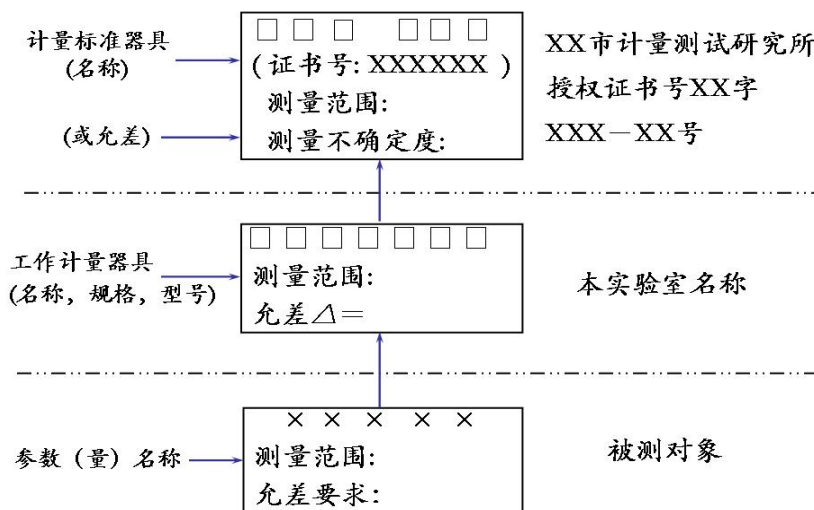 计量标准器具
(名称)
(或允差)
□ □ □ □ □ □
(证书号: XXXXXX )
测量范围:
测量不确定度:
XX市计量测试研究所
授权证书号XX字
XXX－XX号
工作计量器具
(名称，规格，型号)
□ □ □ □ □ □ □
测量范围:
允差△＝
本实验室名称
参数（量）名称
× × × × ×
测量范围:
允差要求:
被测对象